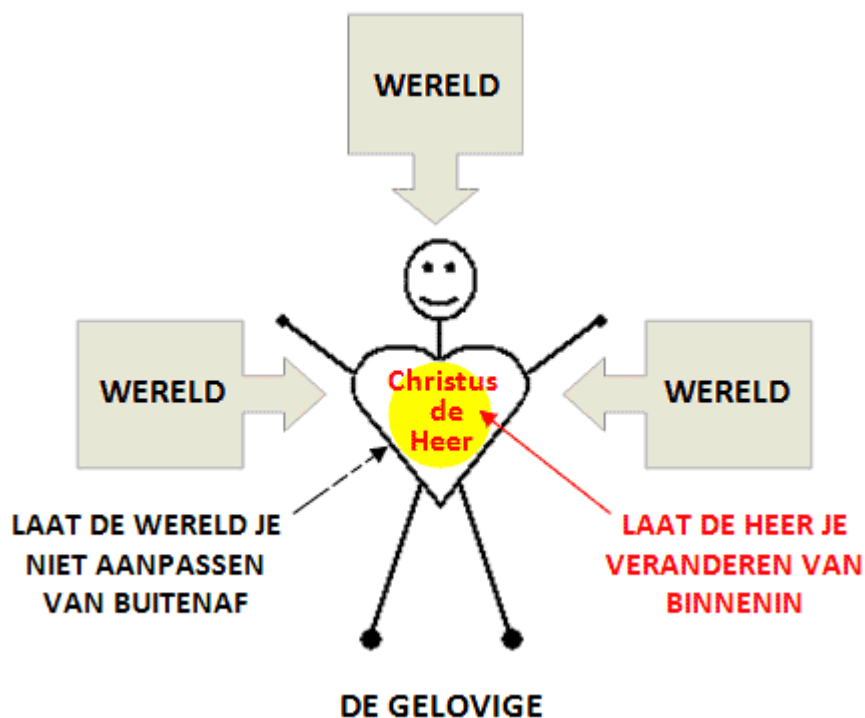 WERELD
WERELD
WERELD
Christus
de
Heer
LAAT DE WERELD JE
NIET AANPASSEN
VAN BUITENAF
LAAT DE HEER JE
VERANDEREN VAN
BINNENIN
DE GELOVIGE